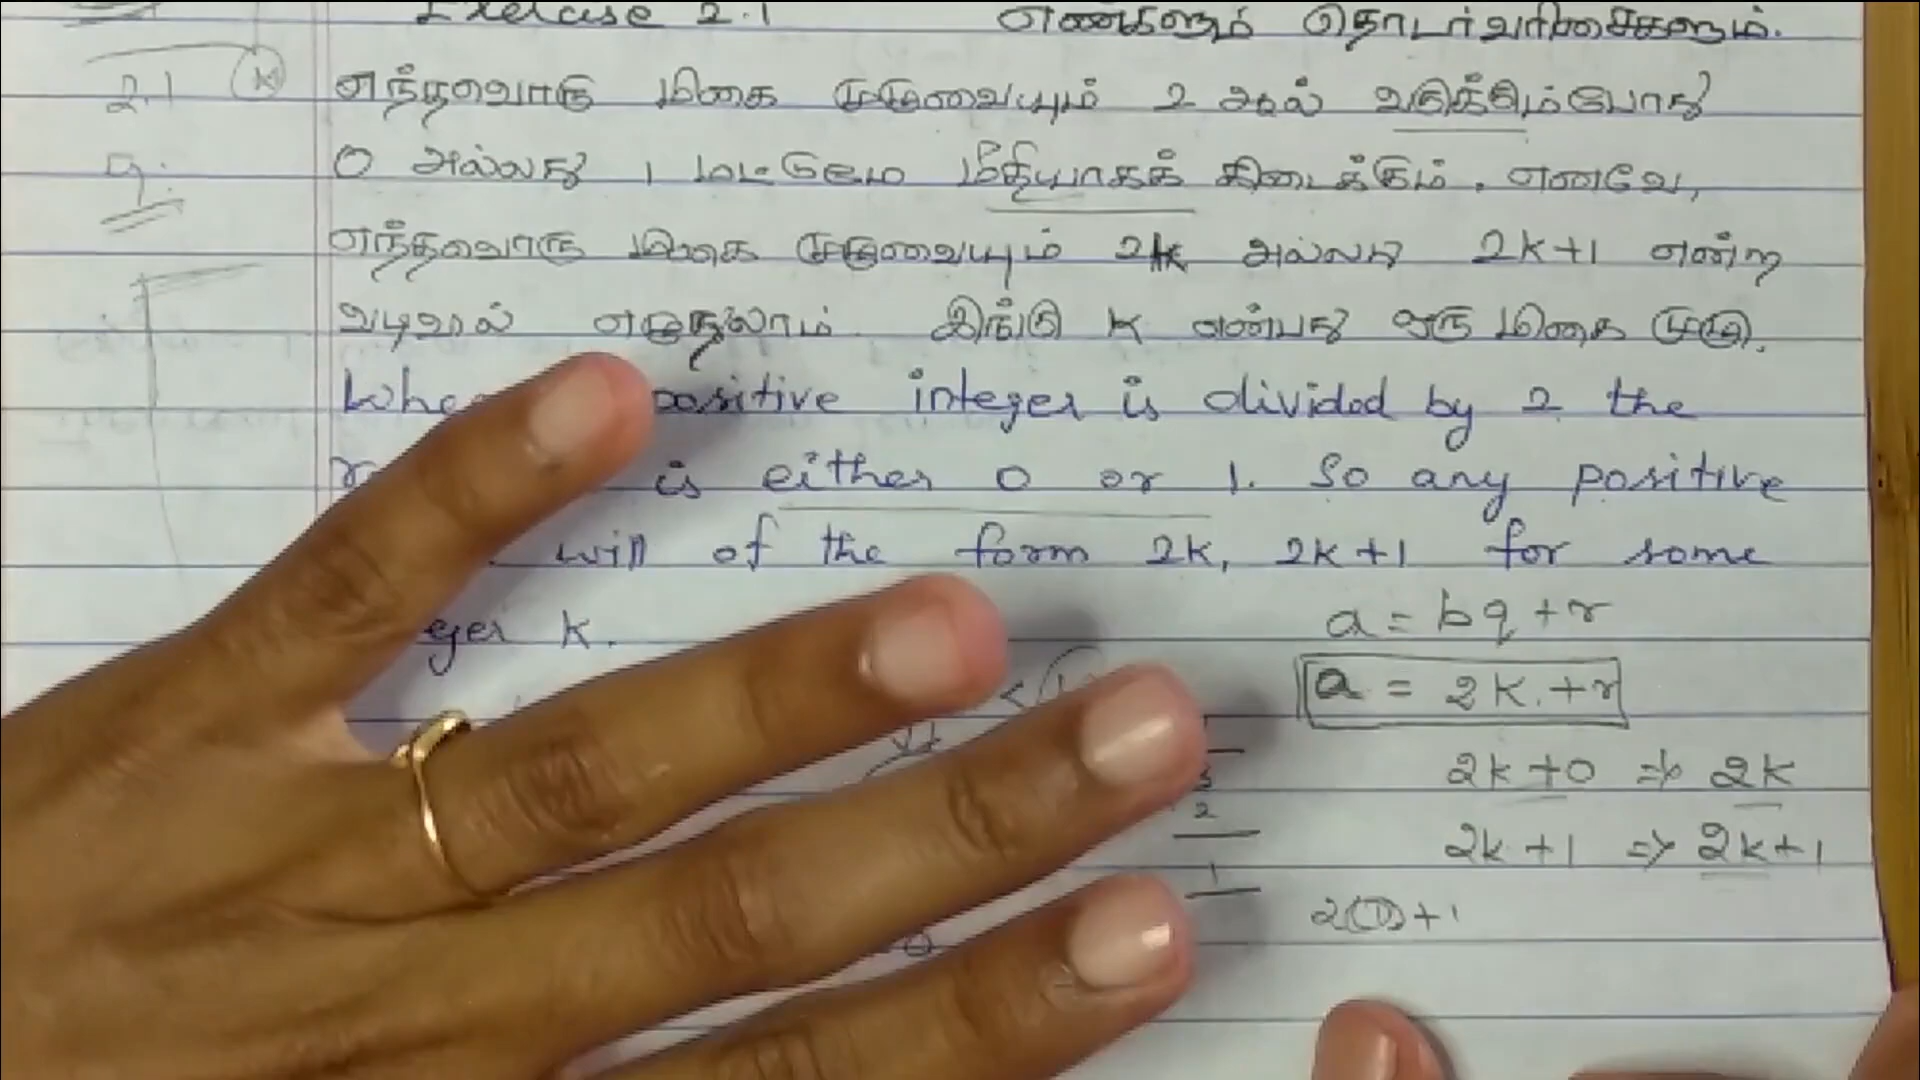 Exercise 2.1 எண்களும் தொடர்வரிசைகளும்.
2.1 k எந்தவொரு மிகை முழுவையும் 2 ஆல் வகுக்கும்போது
0 அல்லது 1 மட்டுமே மீதியாகக் கிடைக்கும். எனவே,
எந்தவொரு மிகை முழுவையும் 2k அல்லது 2k+1 என்ற
வடிவில் எழுதலாம். இங்கு k என்பது ஒரு மிகை முழு.
positive integer is divided by 2 the
is either 0 or 1. So any positive
will of the form 2k, 2k+1 for some
k.
a = bq + r
a = 2k + r
2k + 0 ⇒ 2k
2k + 1 ⇒ 2k+1
2(1)+1